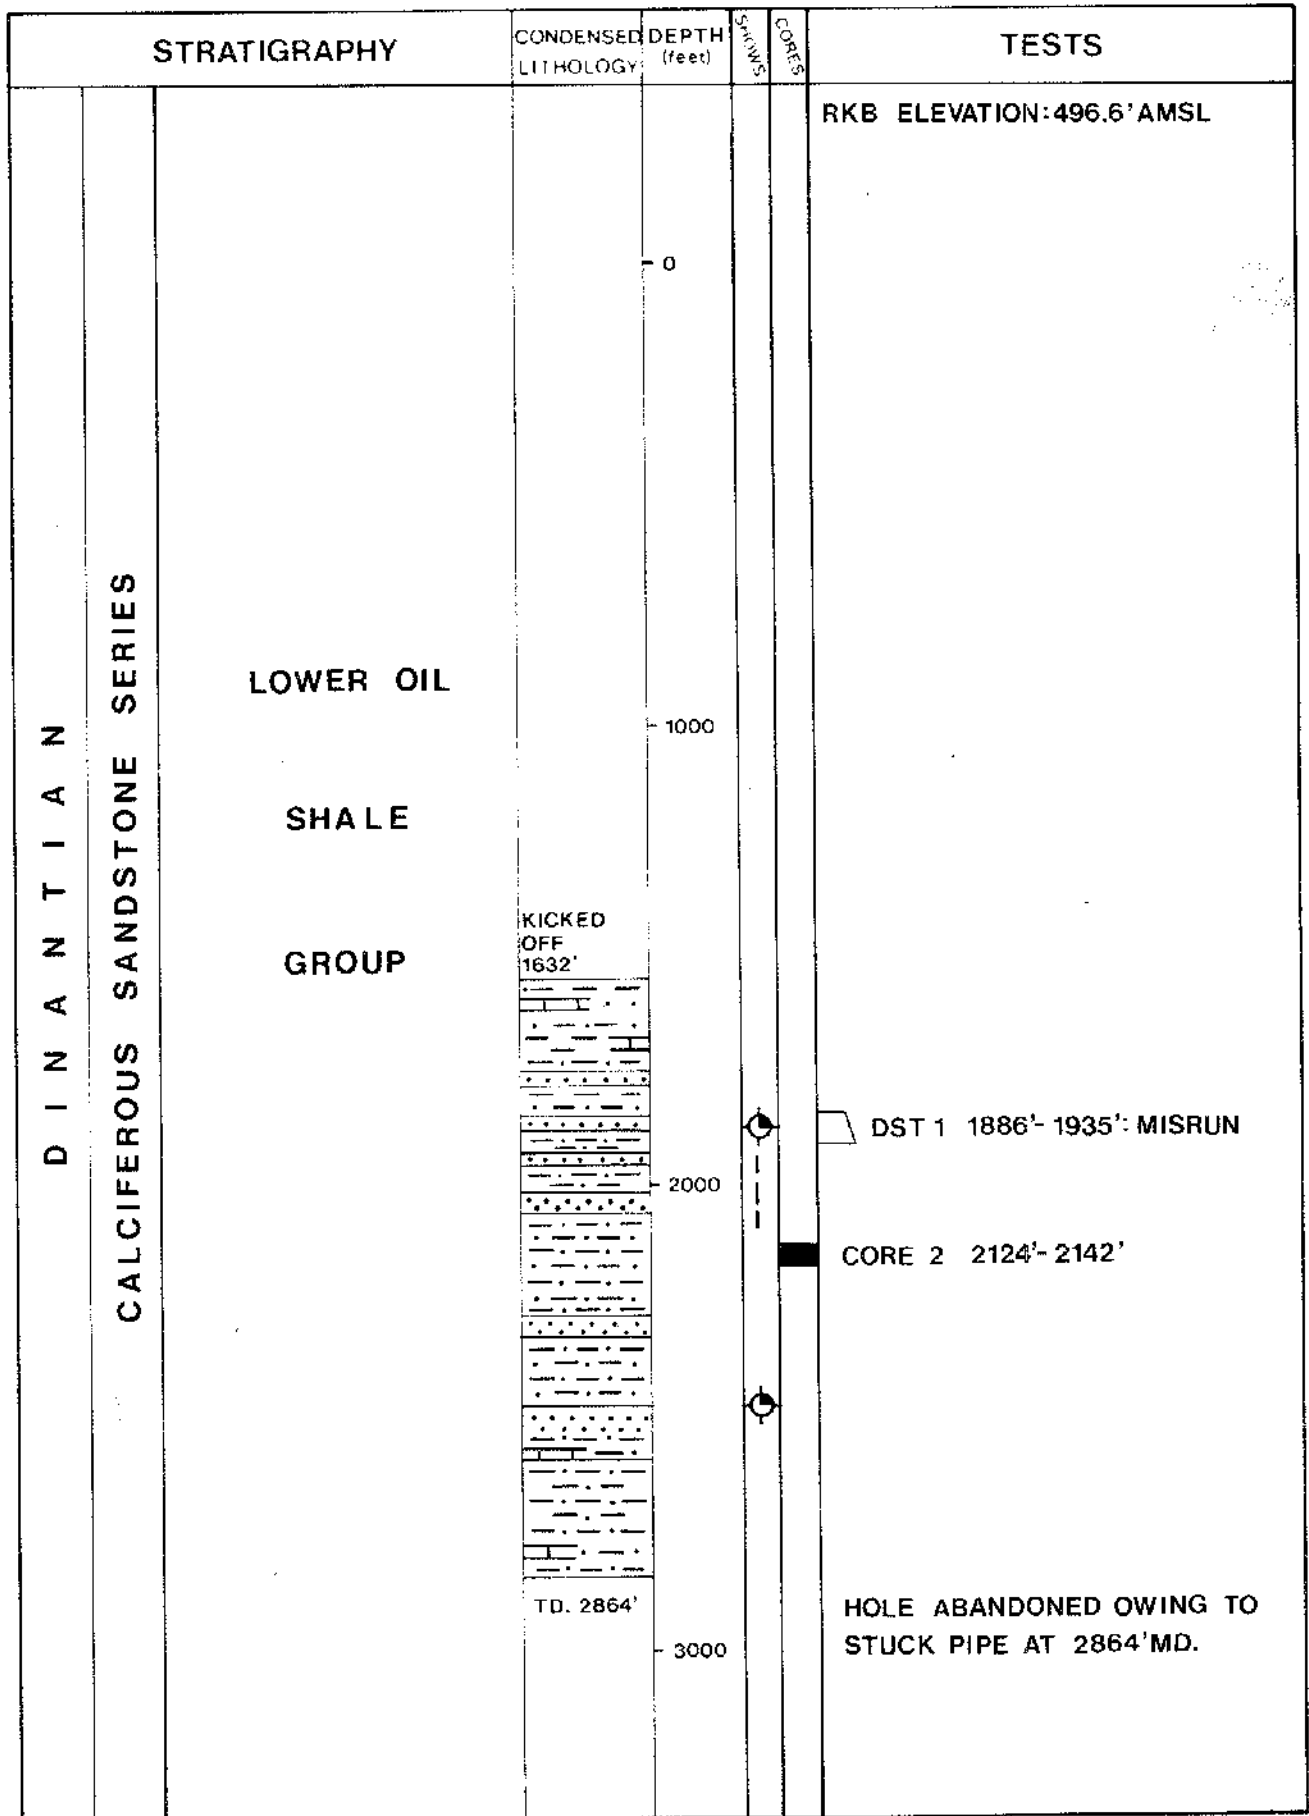 STRATIGRAPHY
CONDENSED
LITHOLOGY
DEPTH
(feet)
SHOWS
CORES
TESTS
RKB ELEVATION: 496.6' AMSL
0
DINANTIAN
CALCIFEROUS SANDSTONE SERIES
LOWER OIL
SHALE
GROUP
1000
KICKED
OFF
1632'
DST 1 1886'- 1935': MISRUN
2000
CORE 2 2124'- 2142'
TD. 2864'
HOLE ABANDONED OWING TO
STUCK PIPE AT 2864'MD.
3000